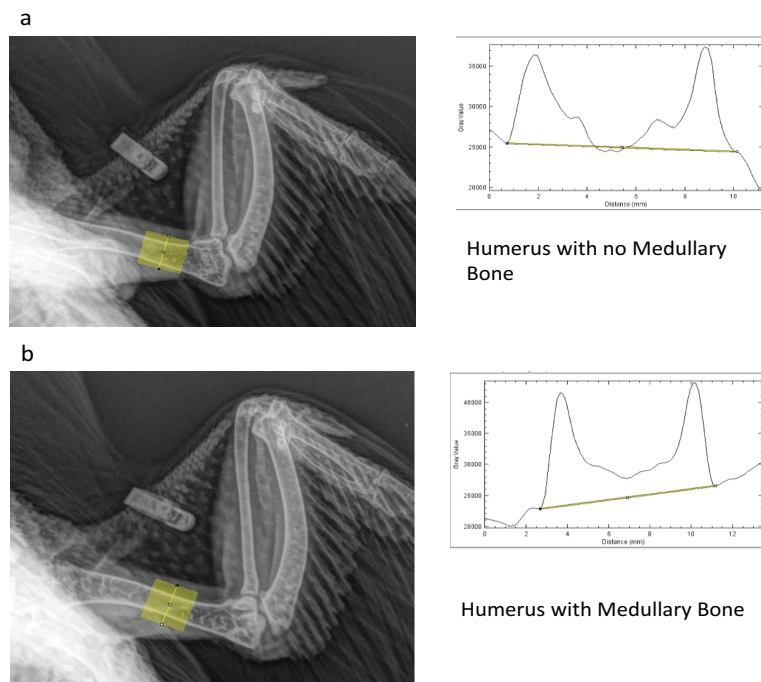 a
35000
30000
25000
20000
Gray Value
0 2 4 6 8 10
Distance (mm)
Humerus with no Medullary
Bone
b
40000
35000
30000
25000
20000
Gray Value
0 2 4 6 8 10 12
Distance (mm)
Humerus with Medullary Bone